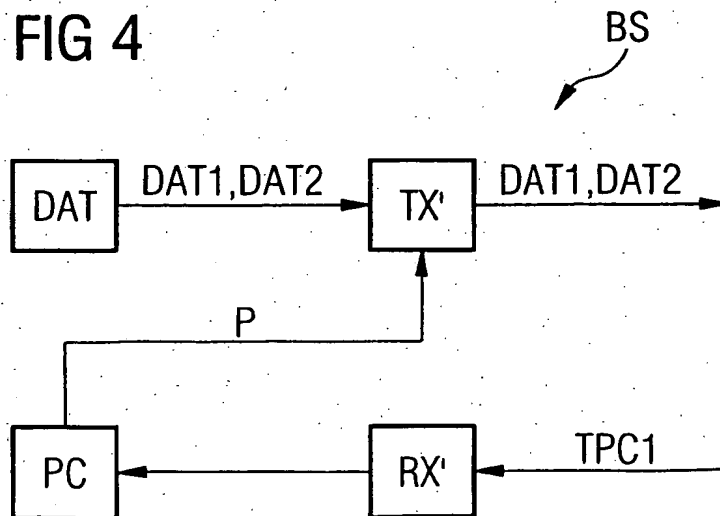 FIG 4
BS
DAT
DAT1,DAT2
TX'
DAT1,DAT2
P
PC
RX'
TPC1